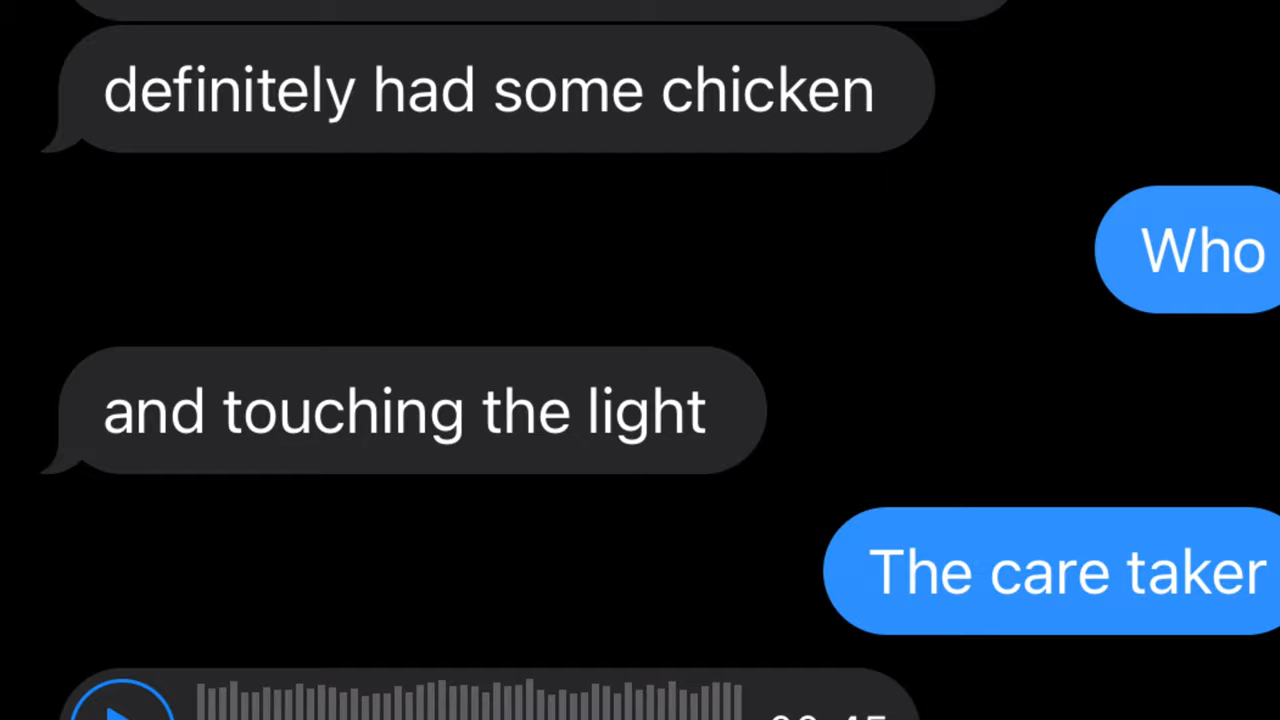 definitely had some chicken
Who
and touching the light
The care taker